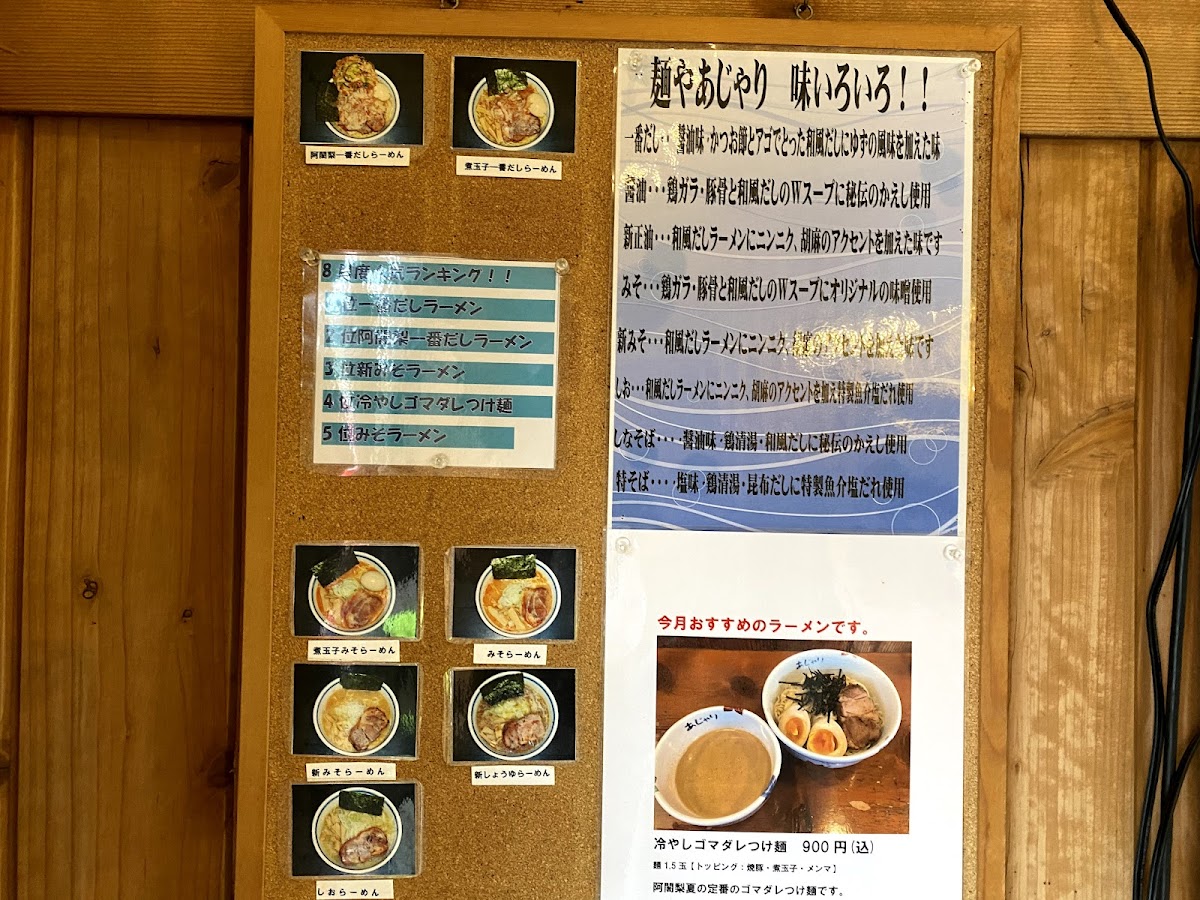 阿闍梨一番だしらーめん
煮玉子一番だしらーめん
8 度 ランキング！！
位一番だしラーメン
2 位阿闍梨一番だしラーメン
3 位新みそラーメン
4 位冷やしゴマダレつけ麺
5 位みそラーメン
煮玉子みそらーめん
みそらーめん
新みそらーめん
新しょうゆらーめん
しおらーめん
麺やあじゃり 味いろいろ！！
一番だし・・醤油味・かつお節とアゴでとった和風だしにゆずの風味を加えた味
醤油・・・鶏ガラ・豚骨と和風だしのWスープに秘伝のかえし使用
新正油・・・和風だしラーメンにニンニク、胡麻のアクセントを加えた味です
みそ・・・鶏ガラ・豚骨と和風だしのWスープにオリジナルの味噌使用
新みそ・・・和風だしラーメンにニンニク、 のアクセントを加えた味です
しお・・・和風だしラーメンにニンニク、胡麻のアクセントを加え特製魚介塩だれ使用
しなそば・・・・醤油味・鶏清湯・和風だしに秘伝のかえし使用
特そば・・・・塩味・鶏清湯・昆布だしに特製魚介塩だれ使用
今月おすすめのラーメンです。
あじゃり
あじゃり
冷やしゴマダレつけ麺 900円(込)
麺1.5玉【トッピング：焼豚・煮玉子・メンマ】
阿闍梨夏の定番のゴマダレつけ麺です。